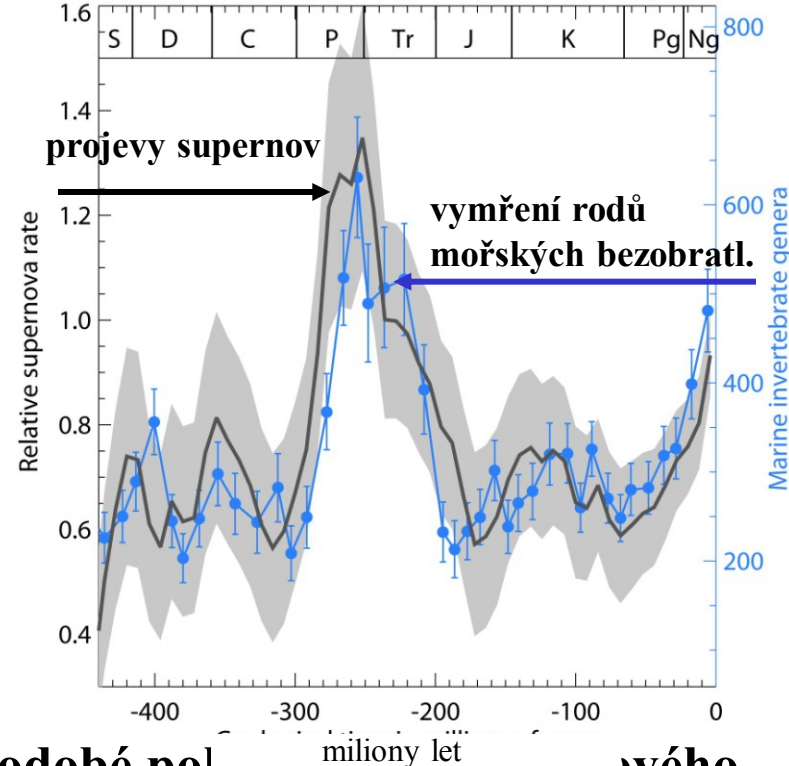 S D C P Tr J K Pg Ng
1.6
1.4
1.2
1.0
0.8
0.6
0.4
Relative supernova rate
projevy supernov
vymření rodů
mořských bezobratl.
800
600
400
200
Marine invertebrate genera
-400 -300 -200 -100 0
miliony let